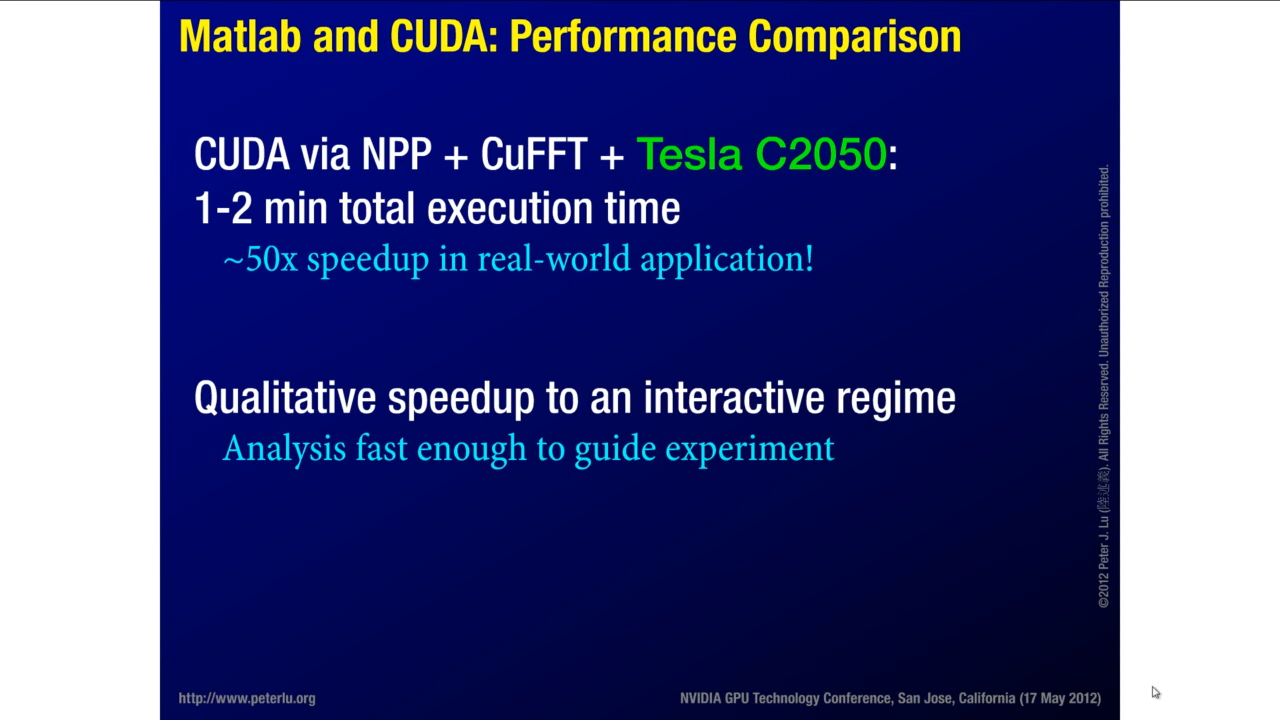 Matlab and CUDA: Performance Comparison
CUDA via NPP + CuFFT + Tesla C2050:
1-2 min total execution time
~50x speedup in real-world application!
Qualitative speedup to an interactive regime
Analysis fast enough to guide experiment
©2012 Peter J. Lu (陸述義). All Rights Reserved. Unauthorized Reproduction prohibited.
http://www.peterlu.org
NVIDIA GPU Technology Conference, San Jose, California (17 May 2012)